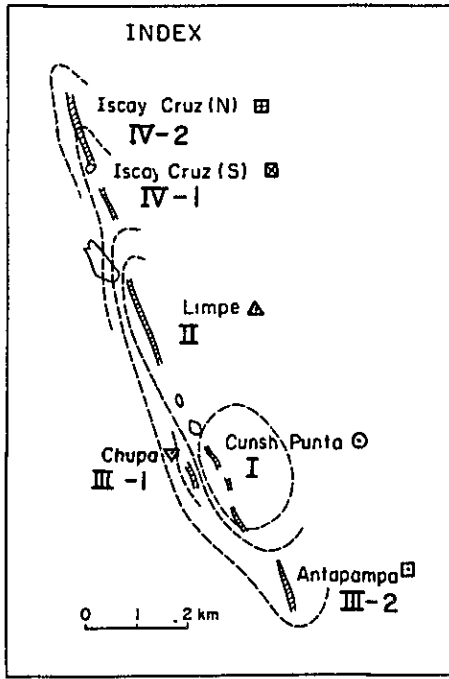 INDEX
Iscay Cruz (N)
IV-2
Iscay Cruz (S)
IV-1
Limpe
II
Cunsh Punta
I
Chupa
III-1
Antapampa
III-2
0 1 2 km